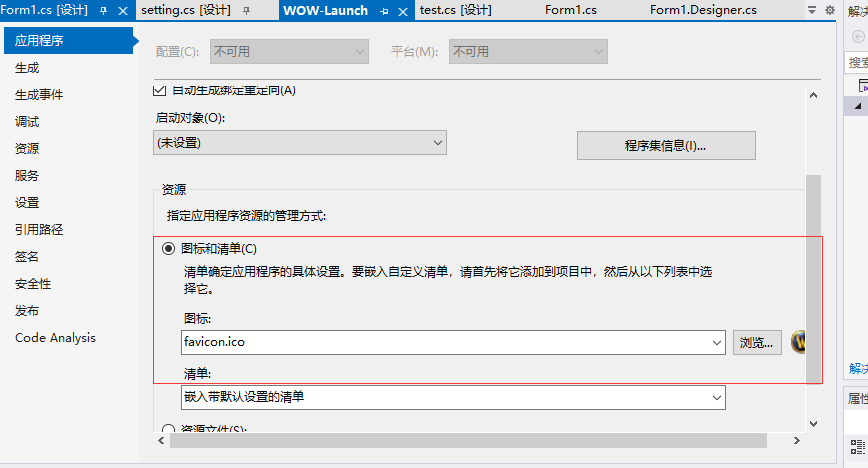 Form1.cs [设计]
setting.cs [设计]
WOW-Launch
test.cs [设计]
Form1.cs
Form1.Designer.cs
解决
应用程序
生成
生成事件
调试
资源
服务
设置
引用路径
签名
安全性
发布
Code Analysis
配置(C):
不可用
平台(M):
不可用
搜索
自动生成绑定重定向(A)
启动对象(O):
(未设置)
程序集信息(I)...
资源
指定应用程序资源的管理方式:
图标和清单(C)
清单确定应用程序的具体设置。要嵌入自定义清单，请首先将它添加到项目中，然后从以下列表中选
择它。
图标:
favicon.ico
浏览...
清单:
嵌入带默认设置的清单
资源文件(S):
解决
属性